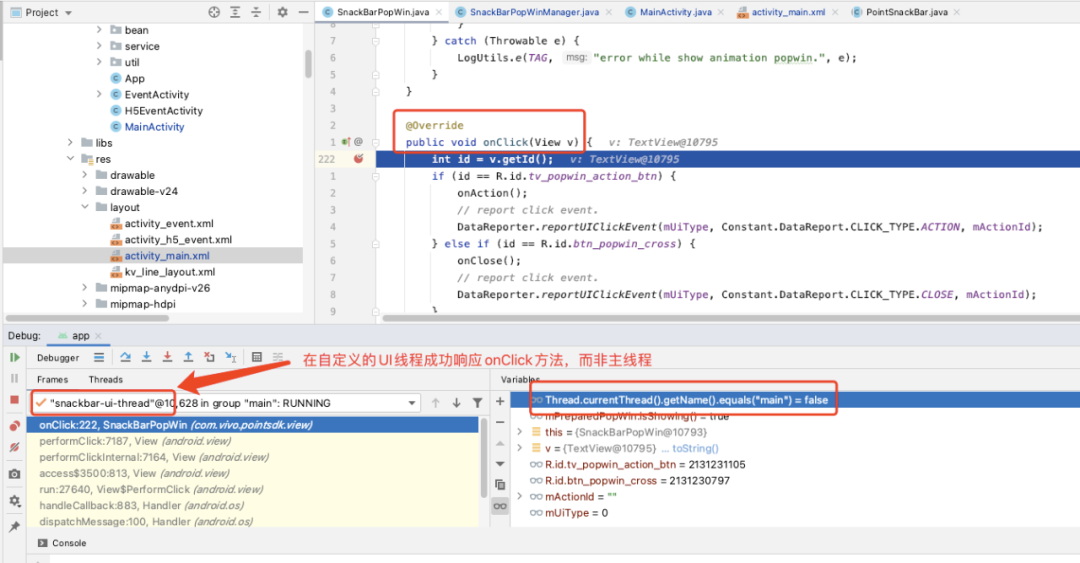 Project
SnackBarPopWin.java
SnackBarPopWinManager.java
MainActivity.java
activity_main.xml
PointSnackBar.java
bean
service
util
App
EventActivity
H5EventActivity
MainActivity
libs
res
drawable
drawable-v24
layout
activity_event.xml
activity_h5_event.xml
activity_main.xml
kv_line_layout.xml
mipmap-anydpi-v26
mipmap-hdpi
}
5 } catch (Throwable e) {
6 LogUtils.e(TAG, msg: "error while show animation popwin.", e);
5 }
4 }
3
2 @Override
1 public void onClick(View v) { v: TextView@10795
222 int id = v.getId(); v: TextView@10795
1 if (id == R.id.tv_popwin_action_btn) {
2 onAction();
3 // report click event.
4 DataReporter.reportUIClickEvent(mUiType, Constant.DataReport.CLICK_TYPE.ACTION, mActionId);
5 } else if (id == R.id.btn_popwin_cross) {
6 onClose();
7 // report click event.
8 DataReporter.reportUIClickEvent(mUiType, Constant.DataReport.CLICK_TYPE.CLOSE, mActionId);
9 }
Debug: app
Debugger
在自定义的UI线程成功响应onClick方法，而非主线程
Frames Threads
Variables
"snackbar-ui-thread"@10,628 in group "main": RUNNING
onClick:222, SnackBarPopWin (com.vivo.pointsdk.view)
performClick:7187, View (android.view)
performClickInternal:7164, View (android.view)
access$3500:813, View (android.view)
run:27640, View$PerformClick (android.view)
handleCallback:883, Handler (android.os)
dispatchMessage:100, Handler (android.os)
Thread.currentThread().getName().equals("main") = false
mPreparedPopWin.isShowing() = true
this = {SnackBarPopWin@10793}
v = {TextView@10795} ... toString()
R.id.tv_popwin_action_btn = 2131231105
R.id.btn_popwin_cross = 2131230797
mActionId = ""
mUiType = 0
Console